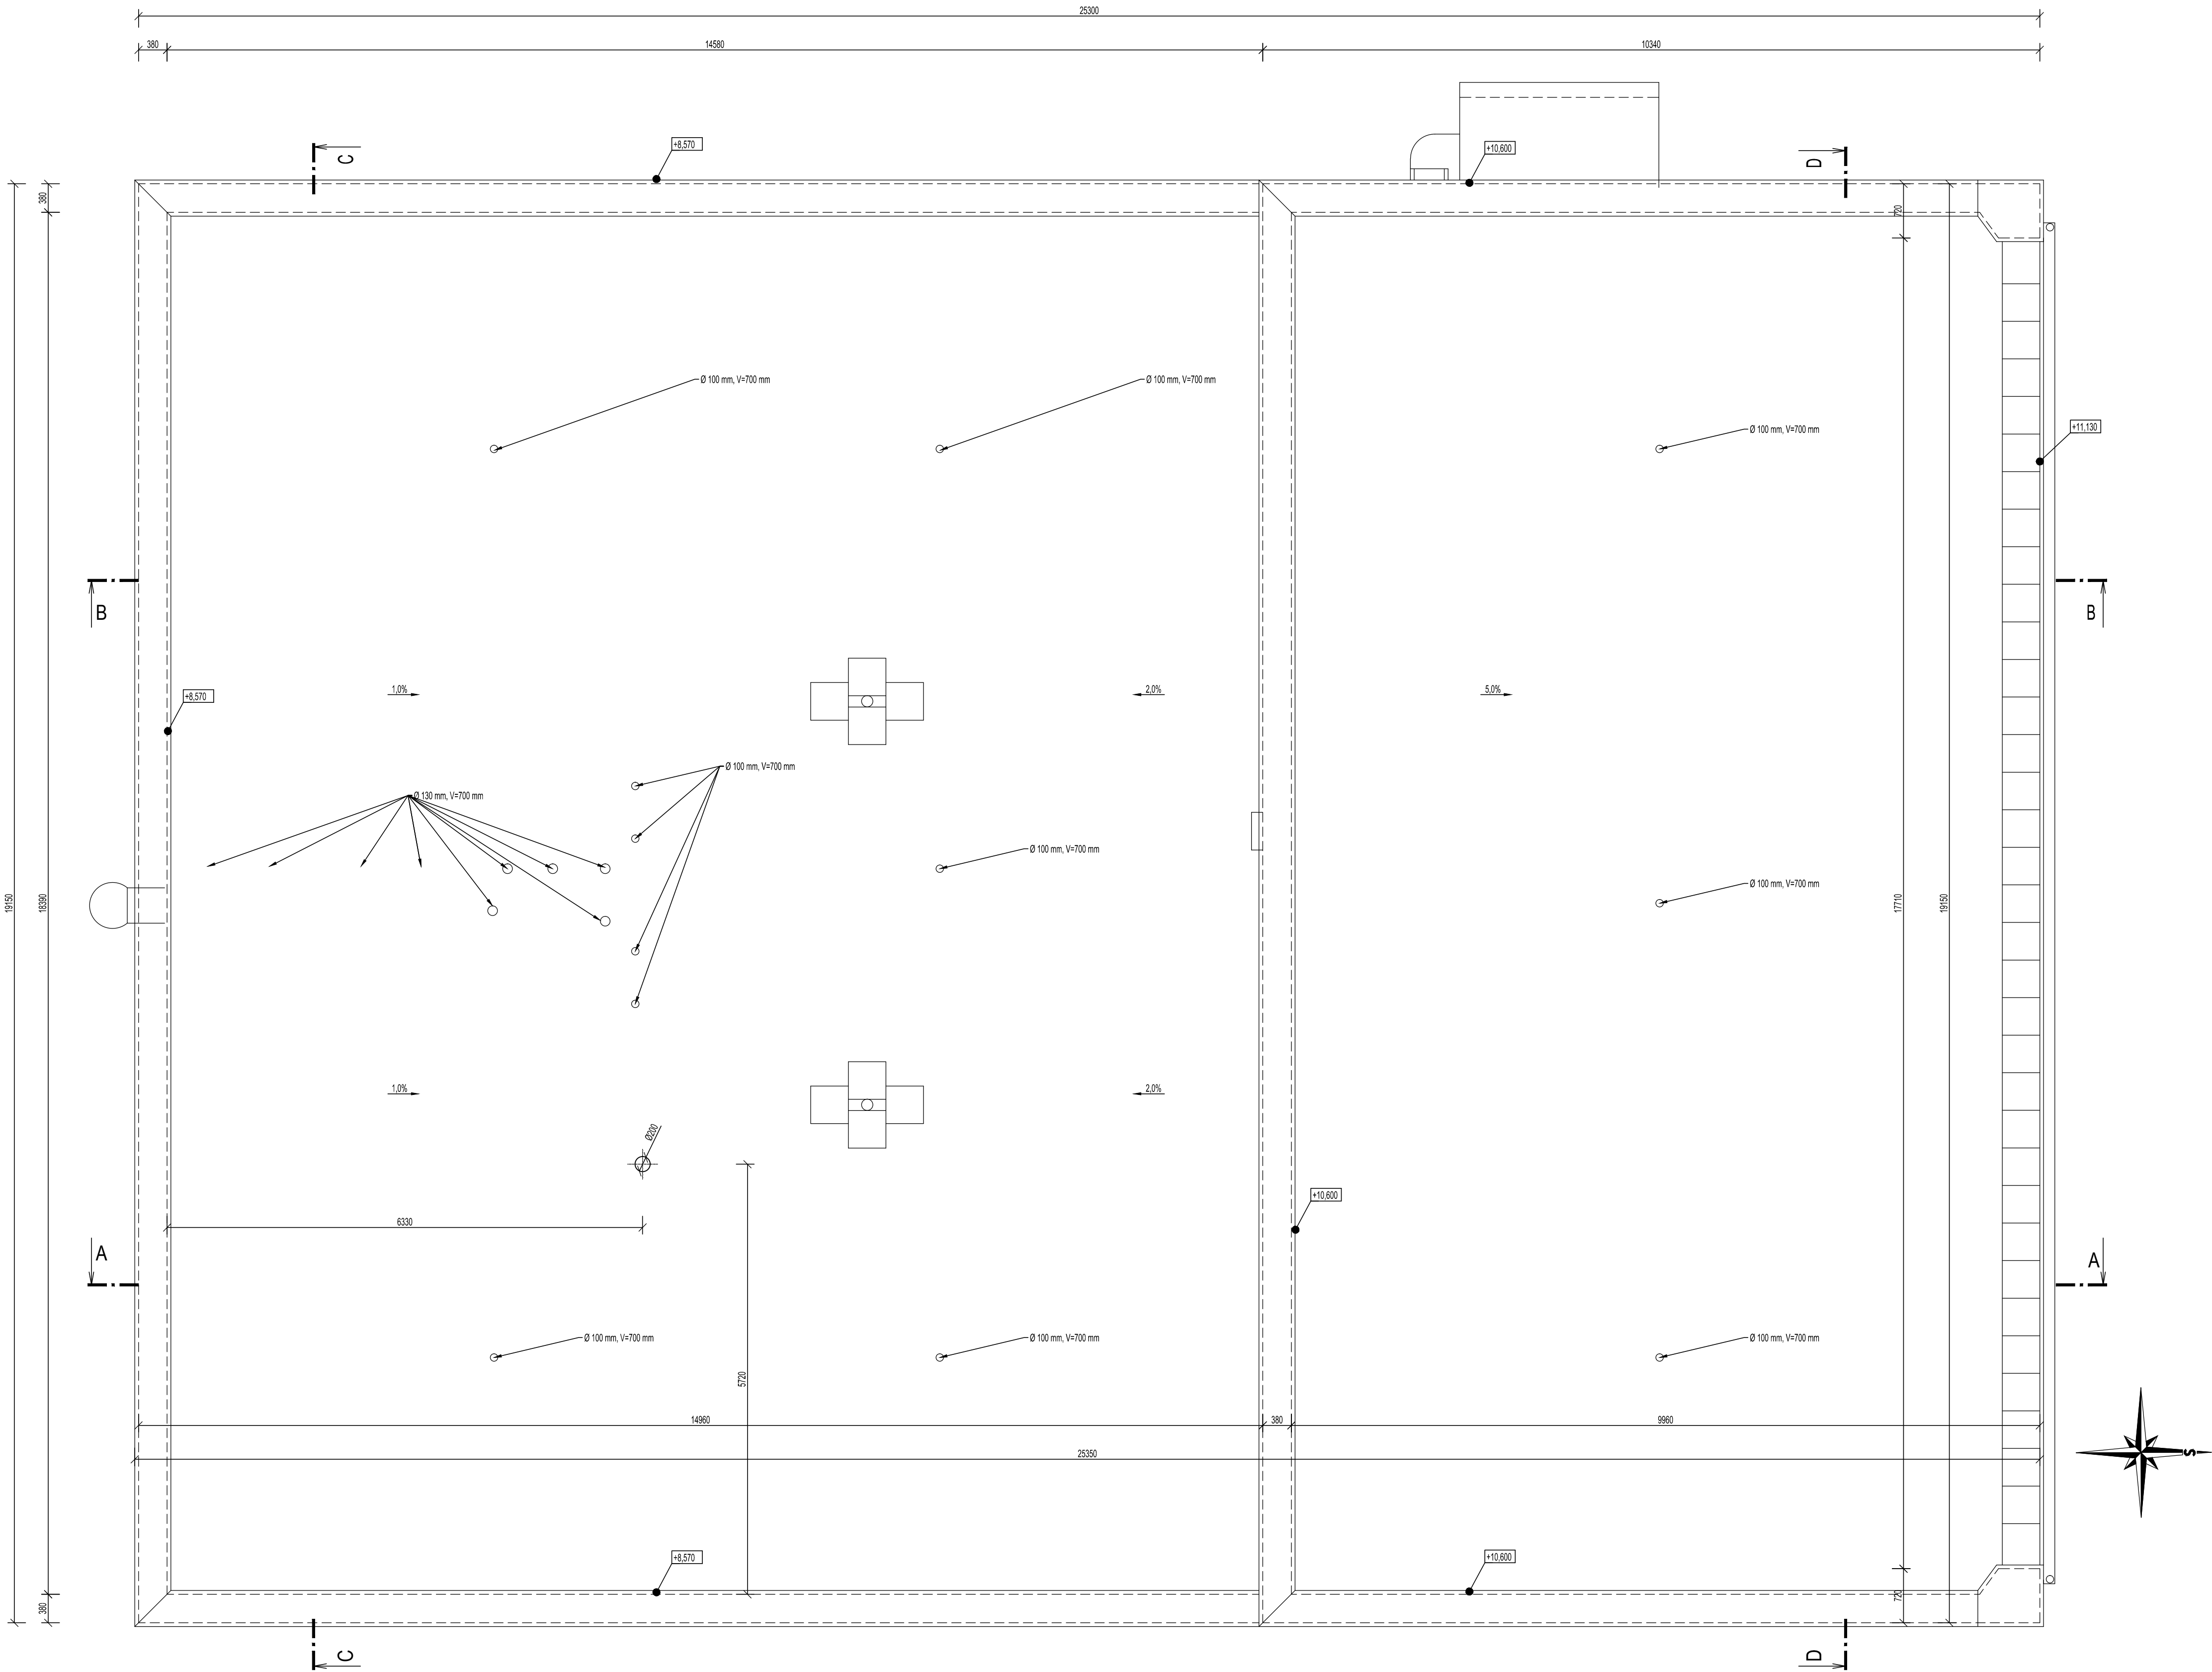 25300
380
14580
10340
C
+8,570
+10,600
D
380
720
Ø 100 mm, V=700 mm
Ø 100 mm, V=700 mm
Ø 100 mm, V=700 mm
+11,130
B
B
1,0%
2,0%
5,0%
+8,570
Ø 100 mm, V=700 mm
Ø 130 mm, V=700 mm
Ø 100 mm, V=700 mm
Ø 100 mm, V=700 mm
19150
18390
17710
19150
1,0%
2,0%
Ø200
+10,600
6330
A
A
Ø 100 mm, V=700 mm
Ø 100 mm, V=700 mm
Ø 100 mm, V=700 mm
5720
14960
380
9960
25350
S
+8,570
+10,600
380
720
C
D